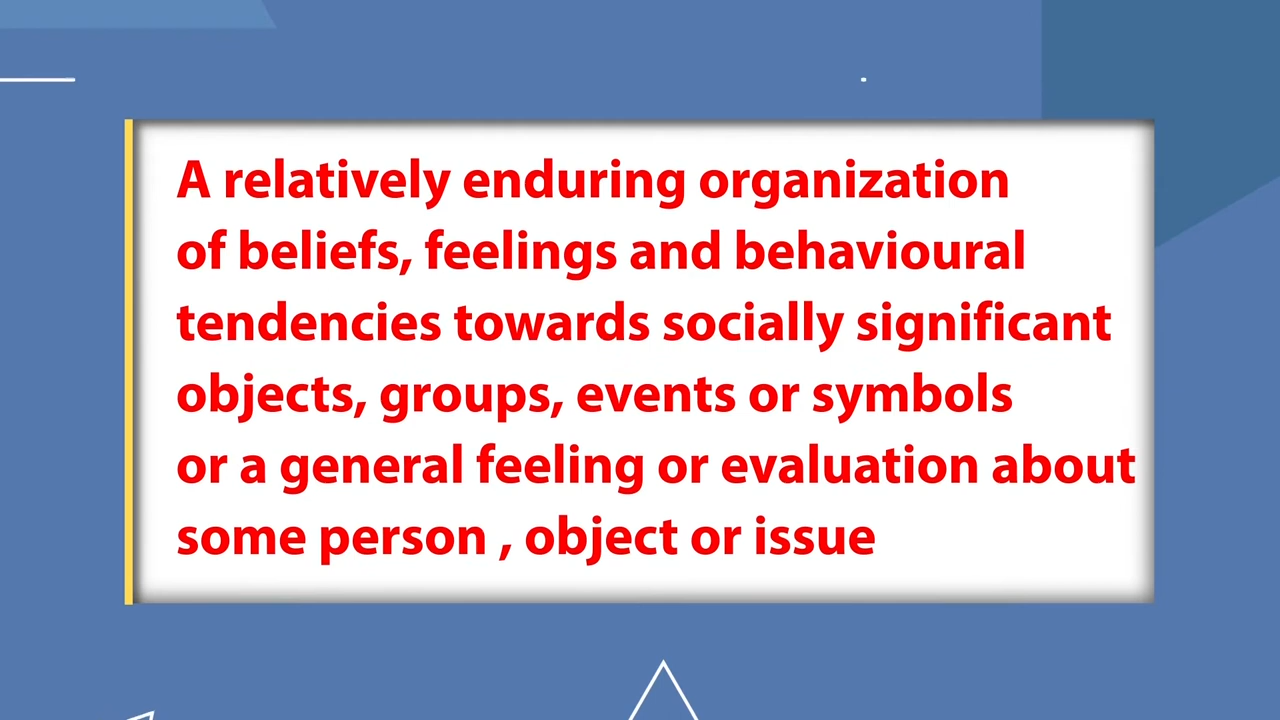 A relatively enduring organization
of beliefs, feelings and behavioural
tendencies towards socially significant
objects, groups, events or symbols
or a general feeling or evaluation about
some person , object or issue